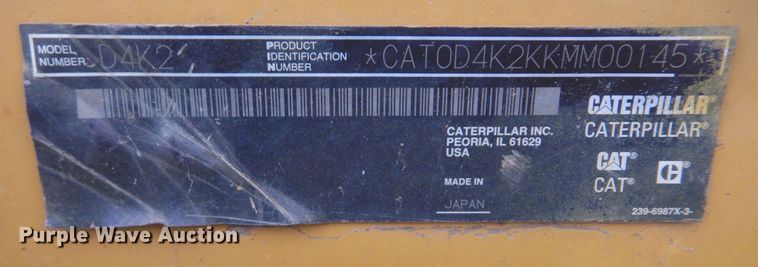 MODEL NUMBER D4K2 PRODUCT IDENTIFICATION NUMBER *CAT0D4K2KKMM00145*
CATERPILLAR®
CATERPILLAR INC.
PEORIA, IL 61629
USA
CATERPILLAR®
CAT®
MADE IN
CAT® C®
JAPAN
239-6987X-3-
Purple Wave Auction